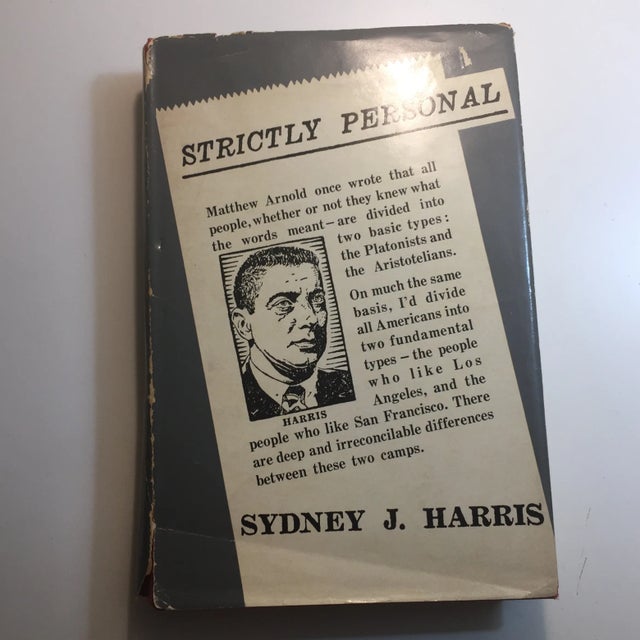 STRICTLY PERSONAL
Matthew Arnold once wrote that all
people, whether or not they knew what
the words meant—are divided into
two basic types:
the Platonists and
the Aristotelians.
On much the same
basis, I'd divide
all Americans into
two fundamental
types—the people
who like Los
Angeles, and the
HARRIS
people who like San Francisco. There
are deep and irreconcilable differences
between these two camps.
SYDNEY J. HARRIS